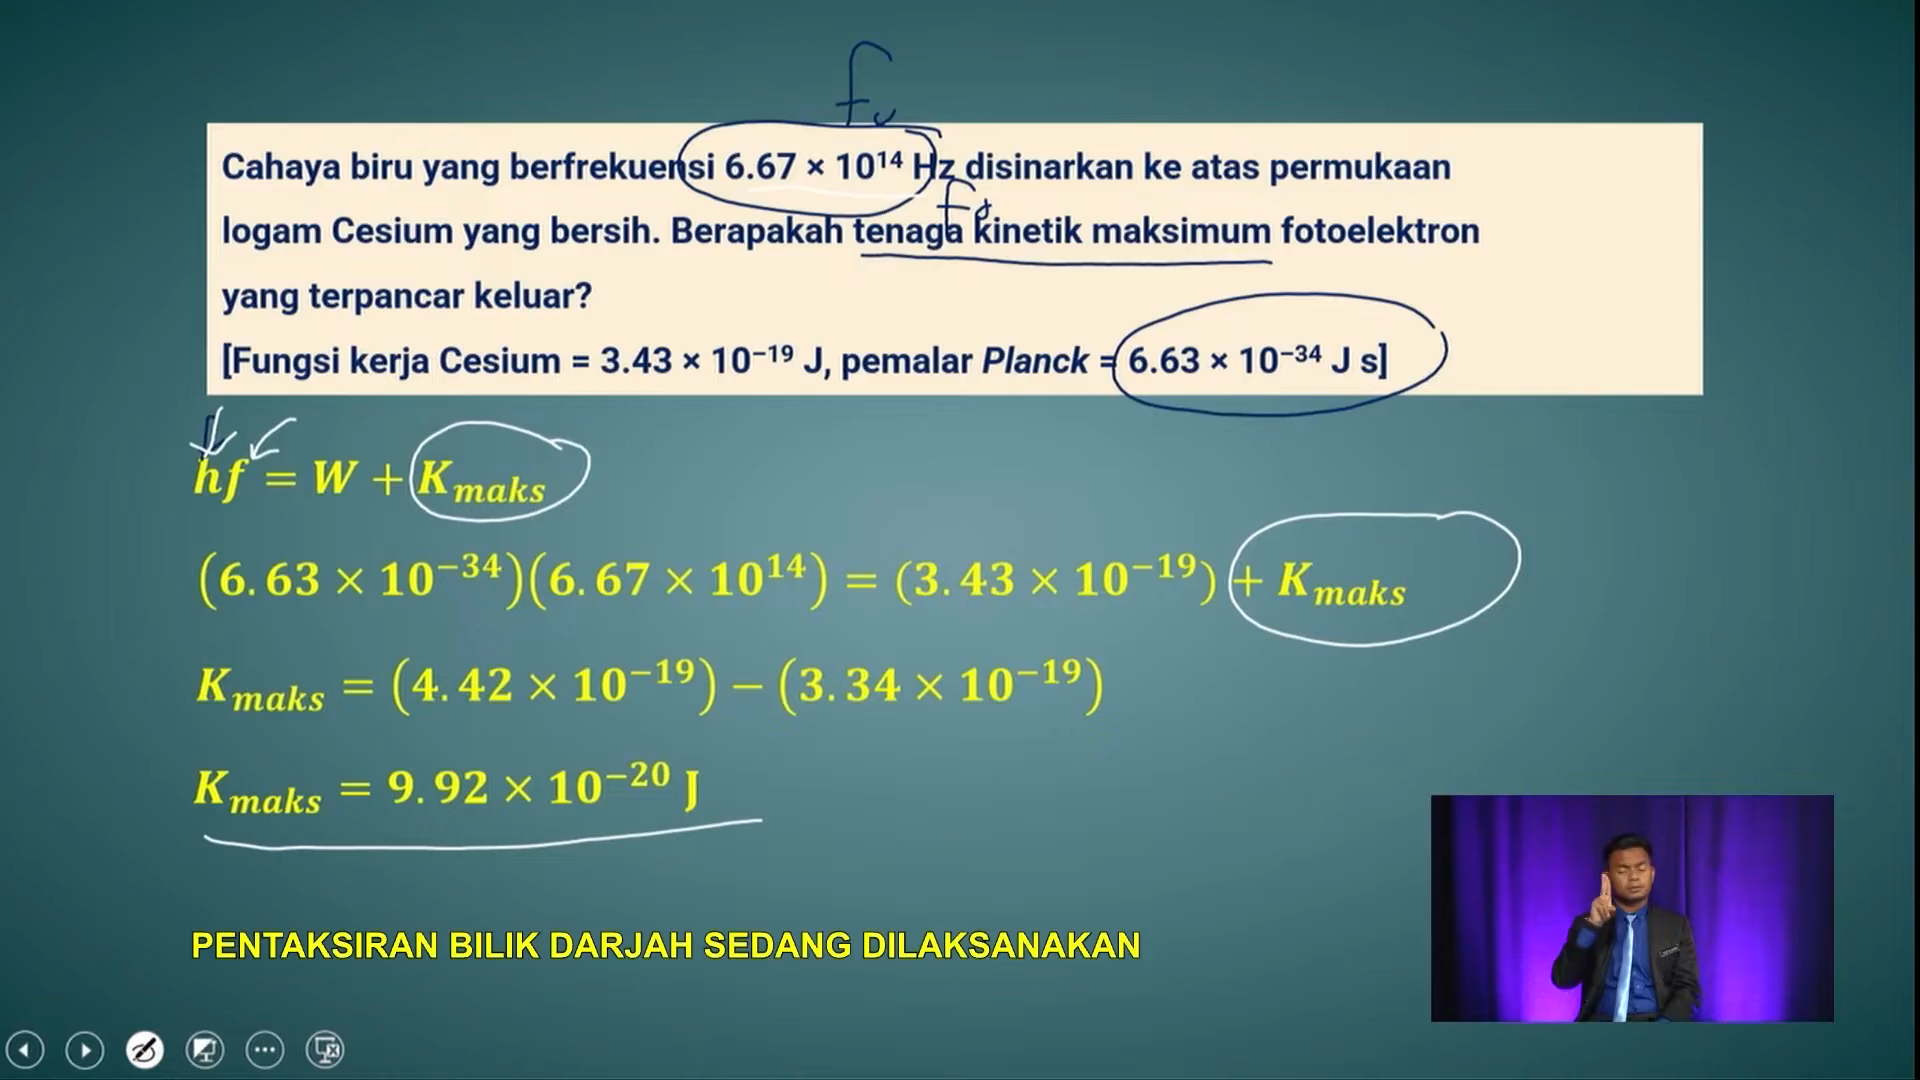 f
Cahaya biru yang berfrekuensi 6.67 × 10¹⁴ Hz disinarkan ke atas permukaan
logam Cesium yang bersih. Berapakah tenaga kinetik maksimum fotoelektron
yang terpancar keluar?
[Fungsi kerja Cesium = 3.43 × 10⁻¹⁹ J, pemalar Planck = 6.63 × 10⁻³⁴ J s]
hf = W + Kₘₐₖₛ
(6.63 × 10⁻³⁴)(6.67 × 10¹⁴) = (3.43 × 10⁻¹⁹) + Kₘₐₖₛ
Kₘₐₖₛ = (4.42 × 10⁻¹⁹) − (3.34 × 10⁻¹⁹)
Kₘₐₖₛ = 9.92 × 10⁻²⁰ J
PENTAKSIRAN BILIK DARJAH SEDANG DILAKSANAKAN